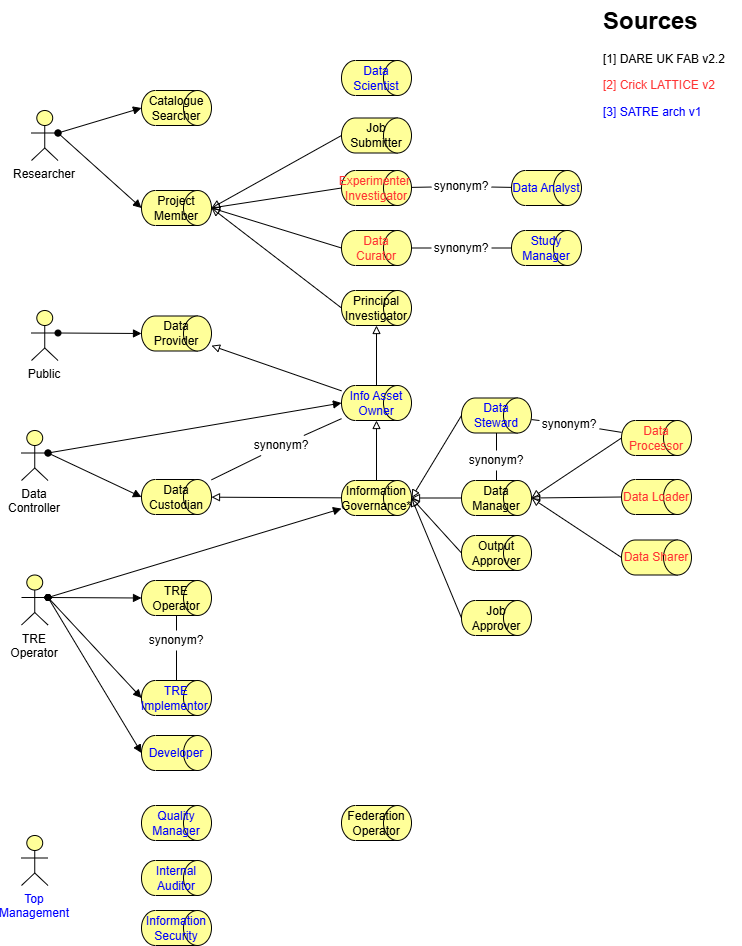 Sources
[1] DARE UK FAB v2.2
[2] Crick LATTICE v2
[3] SATRE arch v1
Data
Scientist
Catalogue
Searcher
Job
Submitter
Researcher
Experimenter
Investigator
synonym?
Data Analyst
Project
Member
Data
Curator
synonym?
Study
Manager
Principal
Investigator
Public
Data
Provider
Info Asset
Owner
Data
Steward
synonym?
Data
Processor
synonym?
synonym?
Data
Controller
Data
Custodian
Information
Governance*
Data
Manager
Data Loader
Output
Approver
Data Sharer
TRE
Operator
TRE
Operator
Job
Approver
synonym?
TRE
Implementor
Developer
Quality
Manager
Federation
Operator
Top
Management
Internal
Auditor
Information
Security